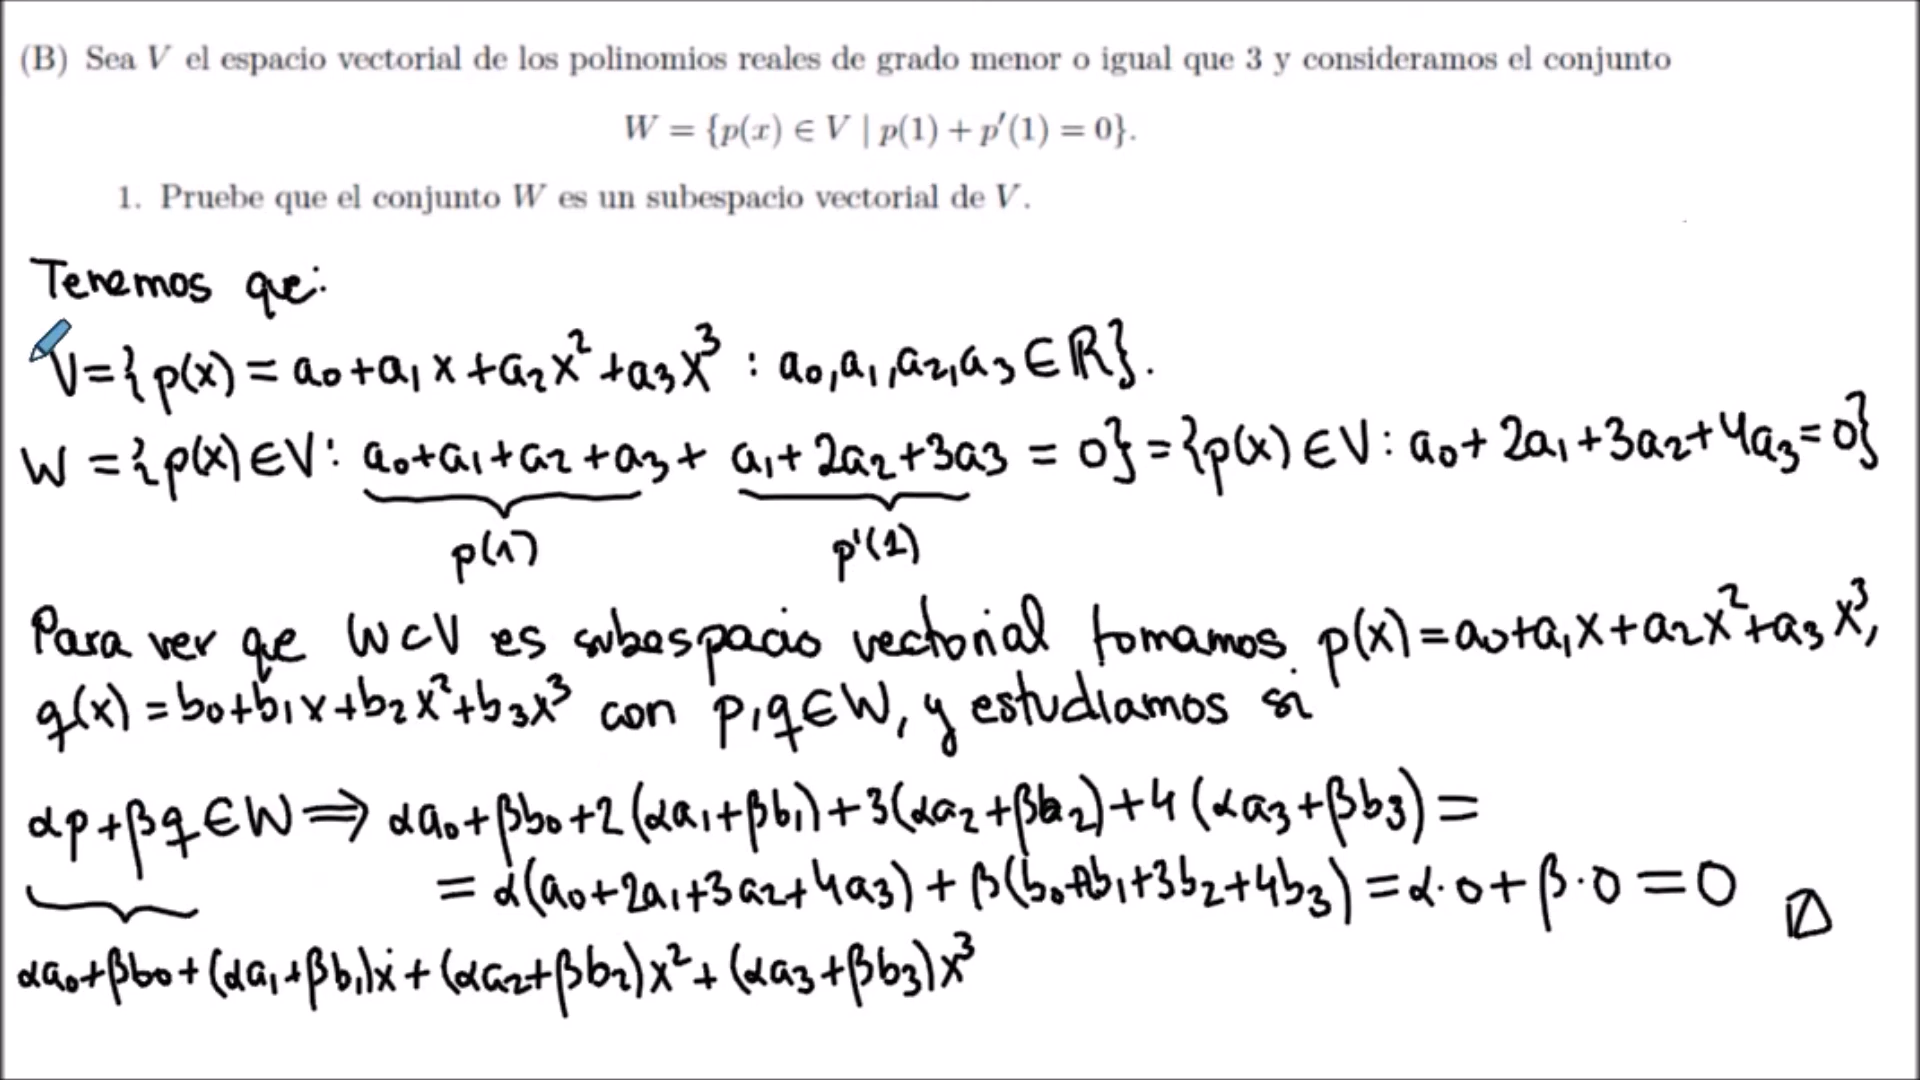 (B) Sea V el espacio vectorial de los polinomios reales de grado menor o igual que 3 y consideramos el conjunto
W = {p(x) ∈ V | p(1) + p′(1) = 0}.
1. Pruebe que el conjunto W es un subespacio vectorial de V.
Tenemos que:
V={p(x) = a₀+a₁x+a₂x²+a₃x³ : a₀,a₁,a₂,a₃∈ℝ}.
W = {p(x)∈V: a₀+a₁+a₂+a₃+ a₁+2a₂+3a₃ = 0} = {p(x)∈V: a₀+2a₁+3a₂+4a₃=0}
p(1) p'(1)
Para ver que W⊂V es subespacio vectorial tomamos p(x)=a₀+a₁x+a₂x²+a₃x³,
q(x)=b₀+b₁x+b₂x²+b₃x³ con p,q∈W, y estudiamos si
αp+βq∈W ⟹ αa₀+βb₀+2(αa₁+βb₁)+3(αa₂+βb₂)+4(αa₃+βb₃)=
= α(a₀+2a₁+3a₂+4a₃)+β(b₀+2b₁+3b₂+4b₃)=α·0+β·0=0
αa₀+βb₀+(αa₁+βb₁)x+(αa₂+βb₂)x²+(αa₃+βb₃)x³